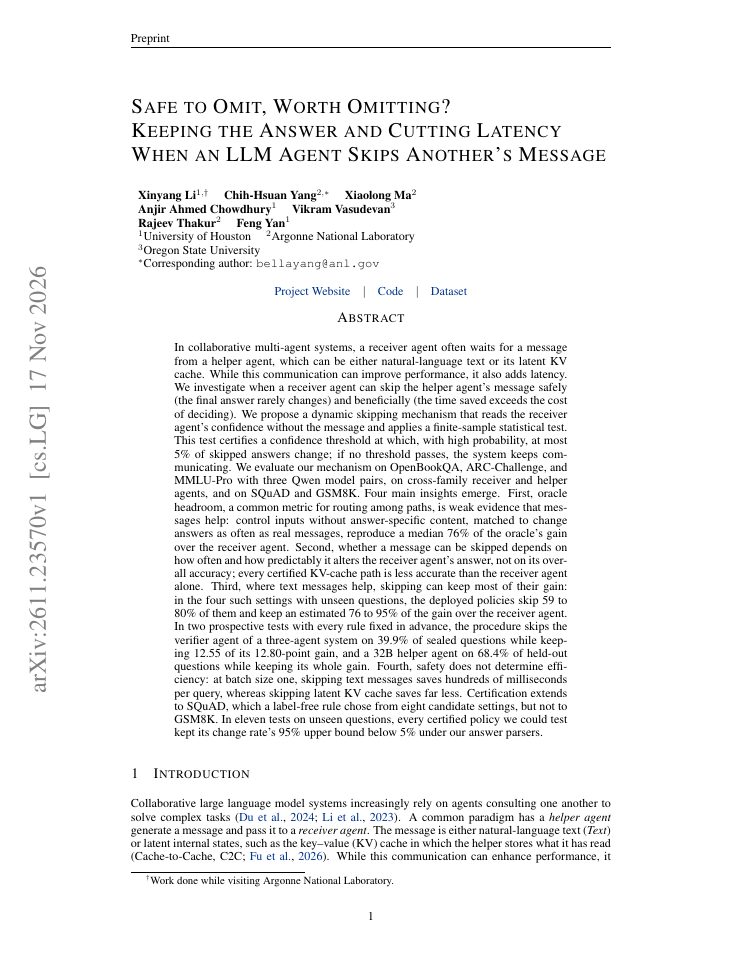 Preprint
SAFE TO OMIT, WORTH OMITTING?
KEEPING THE ANSWER AND CUTTING LATENCY
WHEN AN LLM AGENT SKIPS ANOTHER'S MESSAGE
Xinyang Li1,† Chih-Hsuan Yang2,* Xiaolong Ma2
Anjir Ahmed Chowdhury1 Vikram Vasudevan3
Rajeev Thakur2 Feng Yan1
1University of Houston 2Argonne National Laboratory
3Oregon State University
*Corresponding author: bellayang@anl.gov
Project Website | Code | Dataset
ABSTRACT
In collaborative multi-agent systems, a receiver agent often waits for a message
from a helper agent, which can be either natural-language text or its latent KV
cache. While this communication can improve performance, it also adds latency.
We investigate when a receiver agent can skip the helper agent's message safely
(the final answer rarely changes) and beneficially (the time saved exceeds the cost
of deciding). We propose a dynamic skipping mechanism that reads the receiver
agent's confidence without the message and applies a finite-sample statistical test.
This test certifies a confidence threshold at which, with high probability, at most
5% of skipped answers change; if no threshold passes, the system keeps com-
municating. We evaluate our mechanism on OpenBookQA, ARC-Challenge, and
MMLU-Pro with three Qwen model pairs, on cross-family receiver and helper
agents, and on SQuAD and GSM8K. Four main insights emerge. First, oracle
headroom, a common metric for routing among paths, is weak evidence that mes-
sages help: control inputs without answer-specific content, matched to change
answers as often as real messages, reproduce a median 76% of the oracle's gain
over the receiver agent. Second, whether a message can be skipped depends on
how often and how predictably it alters the receiver agent's answer, not on its over-
all accuracy; every certified KV-cache path is less accurate than the receiver agent
alone. Third, where text messages help, skipping can keep most of their gain:
in the four such settings with unseen questions, the deployed policies skip 59 to
80% of them and keep an estimated 76 to 95% of the gain over the receiver agent.
In two prospective tests with every rule fixed in advance, the procedure skips the
verifier agent of a three-agent system on 39.9% of sealed questions while keep-
ing 12.55 of its 12.80-point gain, and a 32B helper agent on 68.4% of held-out
questions while keeping its whole gain. Fourth, safety does not determine effi-
ciency: at batch size one, skipping text messages saves hundreds of milliseconds
per query, whereas skipping latent KV cache saves far less. Certification extends
to SQuAD, which a label-free rule chose from eight candidate settings, but not to
GSM8K. In eleven tests on unseen questions, every certified policy we could test
kept its change rate's 95% upper bound below 5% under our answer parsers.
1 INTRODUCTION
Collaborative large language model systems increasingly rely on agents consulting one another to
solve complex tasks (Du et al., 2024; Li et al., 2023). A common paradigm has a helper agent
generate a message and pass it to a receiver agent. The message is either natural-language text (Text)
or latent internal states, such as the key–value (KV) cache in which the helper stores what it has read
(Cache-to-Cache, C2C; Fu et al., 2026). While this communication can enhance performance, it
†Work done while visiting Argonne National Laboratory.
1
arXiv:2611.23570v1 [cs.LG] 17 Nov 2026